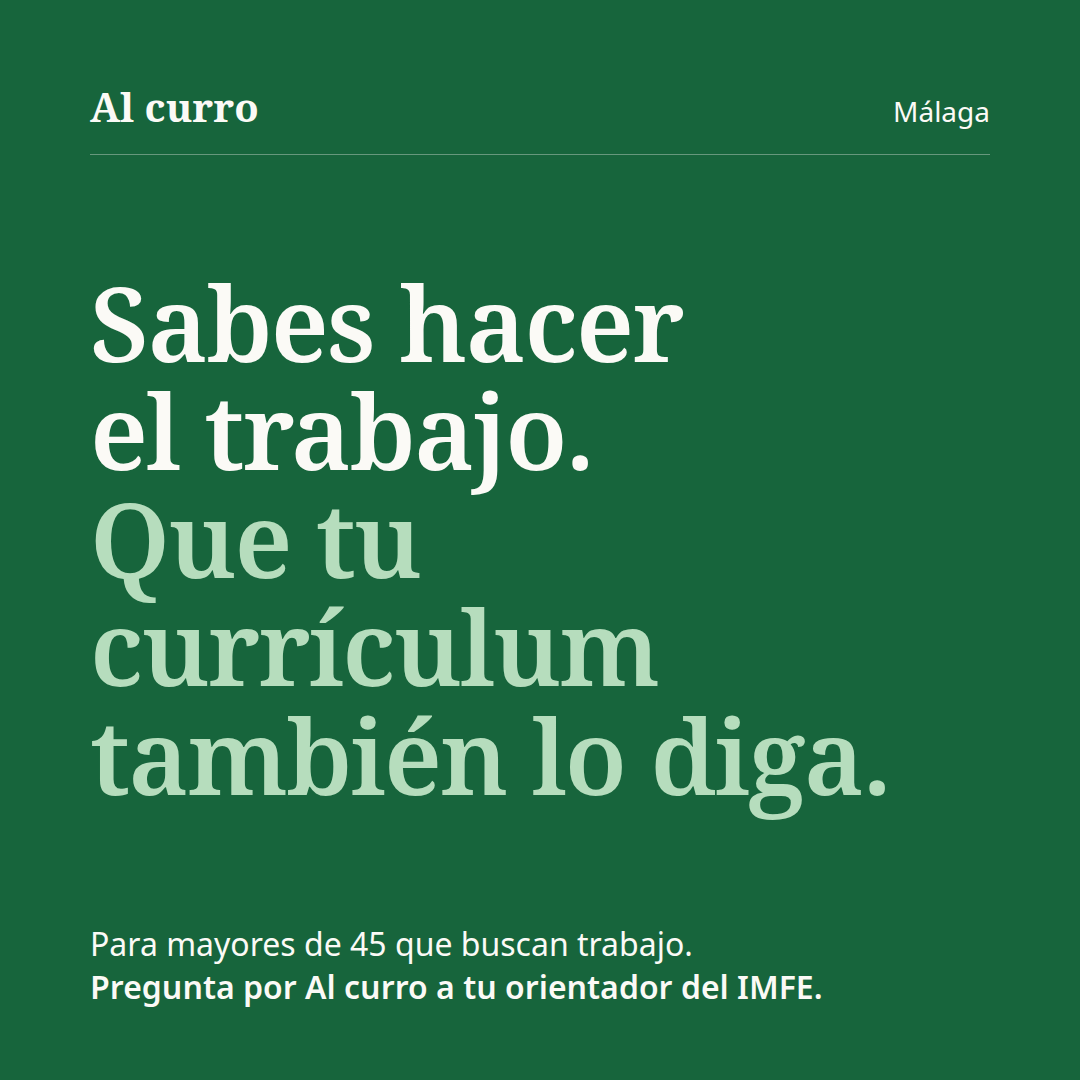 Al curro
Málaga
Sabes hacer
el trabajo.
Que tu
currículum
también lo diga.
Para mayores de 45 que buscan trabajo.
Pregunta por Al curro a tu orientador del IMFE.